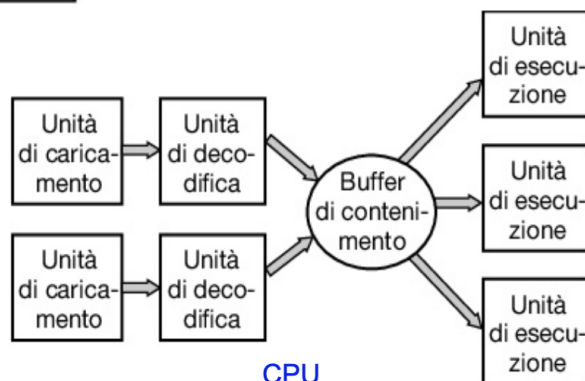 Unità
di carica-
mento
Unità
di deco-
difica
Unità
di carica-
mento
Unità
di deco-
difica
Buffer
di conteni-
mento
Unità
di esecu-
zione
Unità
di esecu-
zione
Unità
di esecu-
zione
CPU